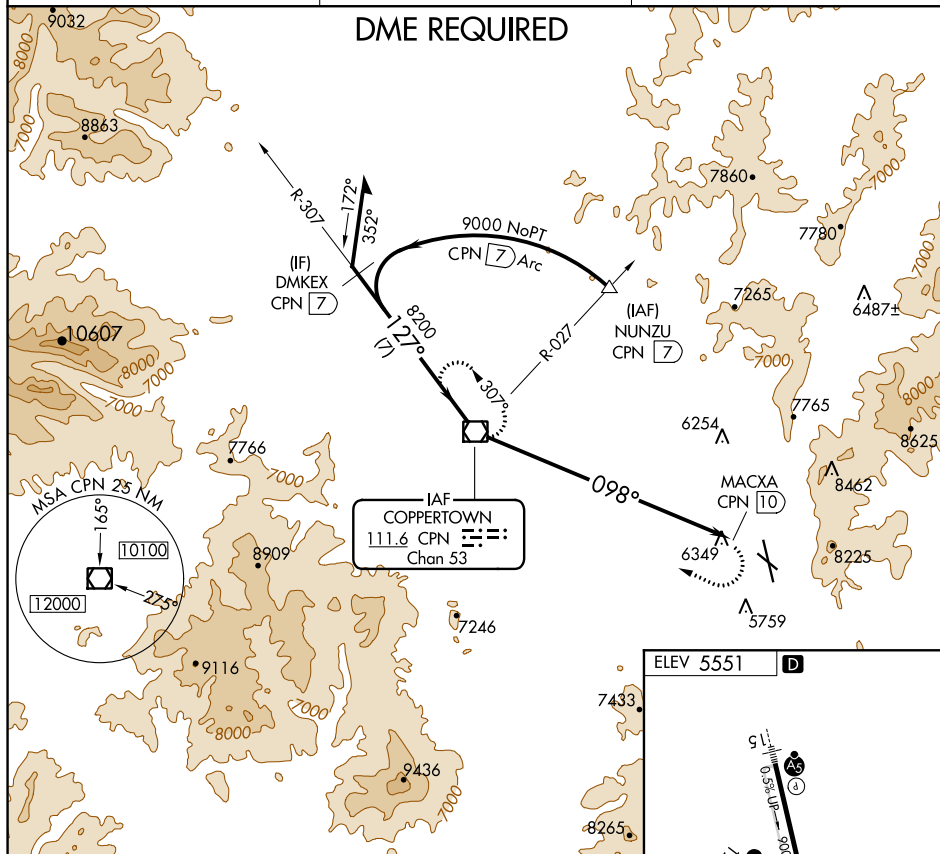 DME REQUIRED
9032
8000
7000
8863
R-307
172°
352°
9000 NoPT
CPN 7 Arc
(IF)
DMKEX
CPN 7
8200
127°
(7)
307°
R-027
(IAF)
NUNZU
CPN 7
7860
7000
7780
7000
7265
7000
6487±
8000
7765
8625
6254
8462
8225
10607
8000
7000
7000
7766
7000
098°
MACXA
CPN 10
6349
5759
IAF
COPPERTOWN
111.6 CPN
Chan 53
MSA CPN 25 NM
165°
10100
12000
275°
8909
9116
7000
8000
7246
9436
7000
7433
8265
ELEV 5551 D
15
A5
P
0.5% UP